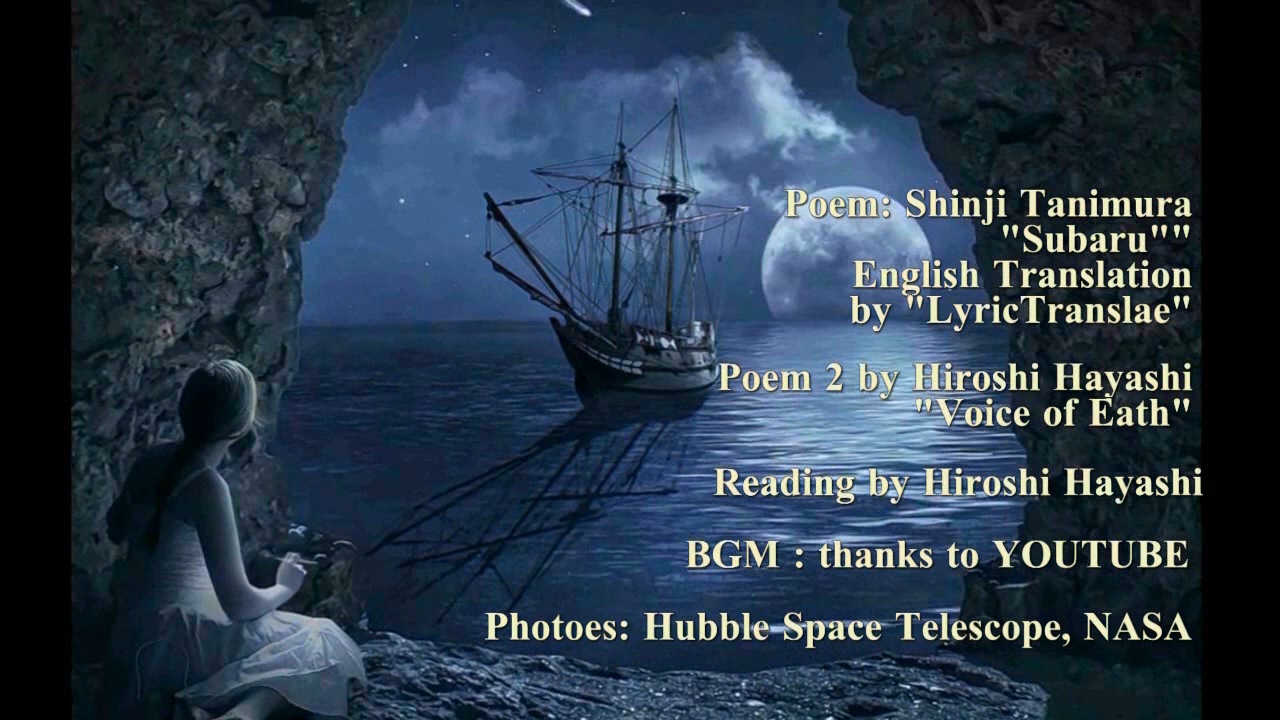 Poem: Shinji Tanimura
"Subaru""
English Translation
by "LyricTranslae"
Poem 2 by Hiroshi Hayashi
"Voice of Eath"
Reading by Hiroshi Hayashi
BGM : thanks to YOUTUBE
Photoes: Hubble Space Telescope, NASA